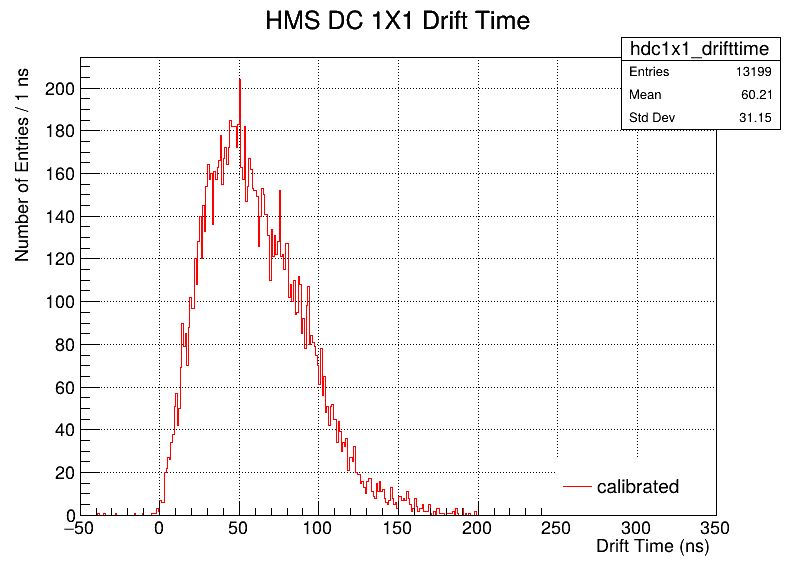 HMS DC 1X1 Drift Time
hdc1x1_drifttime
Entries 13199
Mean 60.21
Std Dev 31.15
Number of Entries / 1 ns
200
180
160
140
120
100
80
60
40
20
0
−50 0 50 100 150 200 250 300 350
Drift Time (ns)
calibrated